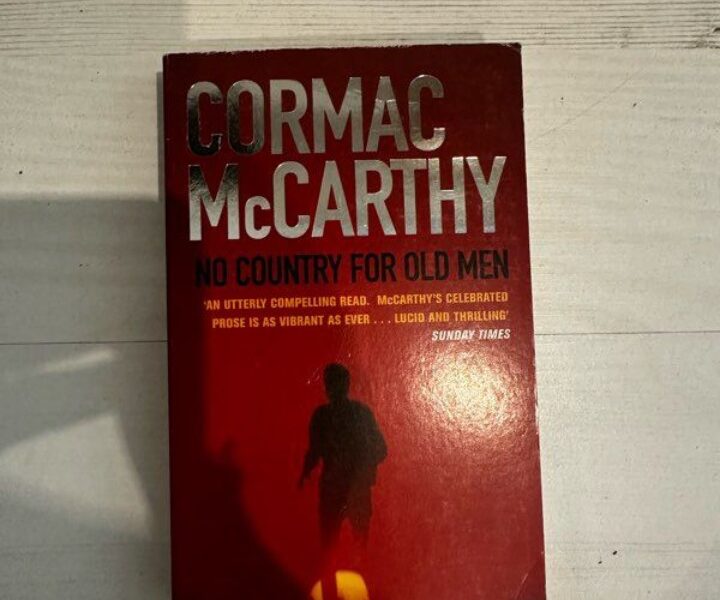 CORMAC
McCARTHY
NO COUNTRY FOR OLD MEN
'AN UTTERLY COMPELLING READ. McCARTHY'S CELEBRATED
PROSE IS AS VIBRANT AS EVER . . . LUCID AND THRILLING'
SUNDAY TIMES